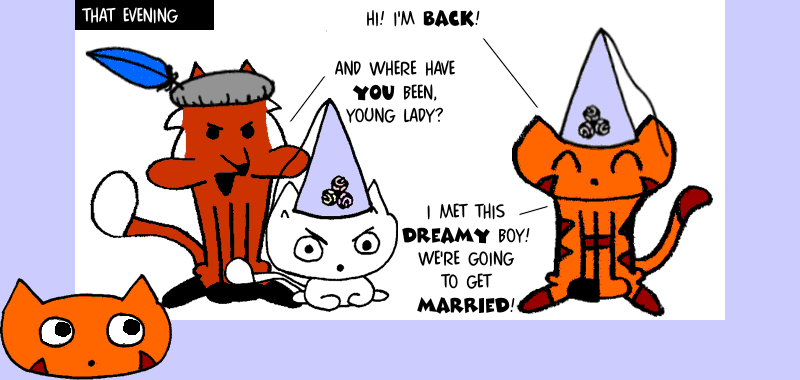 THAT EVENING
HI! I'M BACK!
AND WHERE HAVE
YOU BEEN,
YOUNG LADY?
I MET THIS
DREAMY BOY!
WE'RE GOING
TO GET
MARRIED!